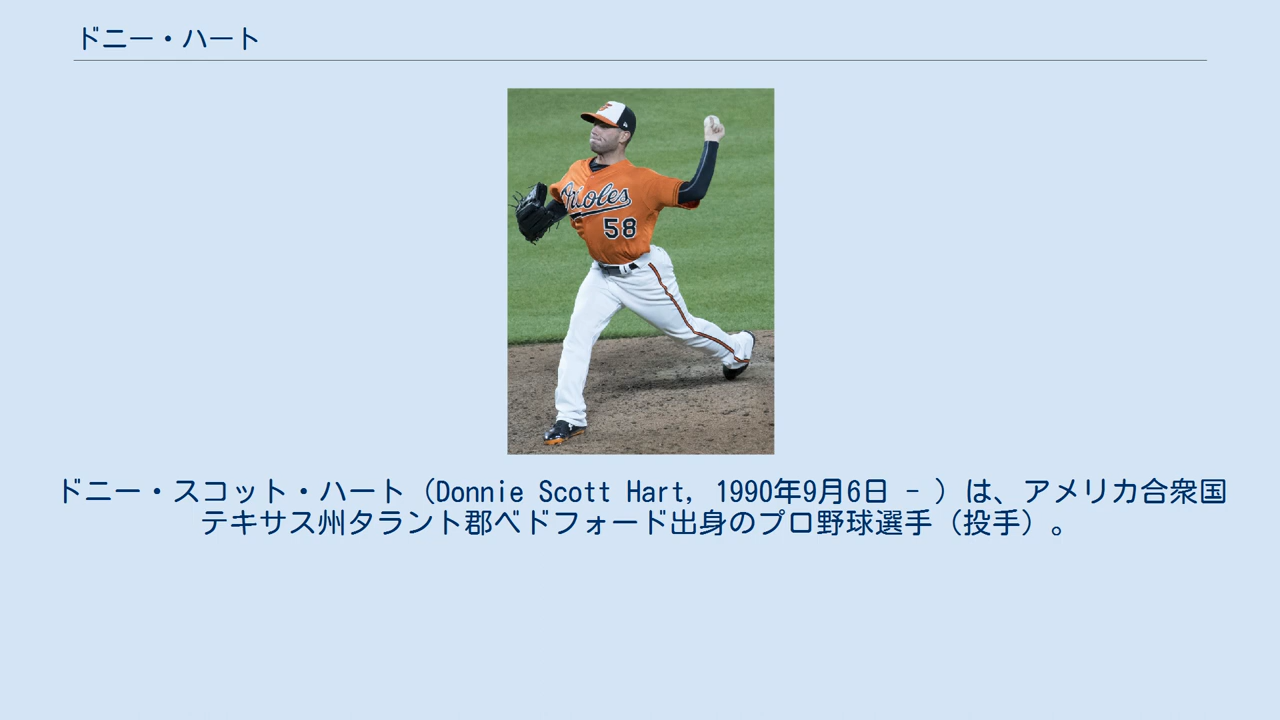 ドニー・ハート
Orioles
58
ドニー・スコット・ハート（Donnie Scott Hart, 1990年9月6日 - ）は、アメリカ合衆国
テキサス州タラント郡ベドフォード出身のプロ野球選手（投手）。